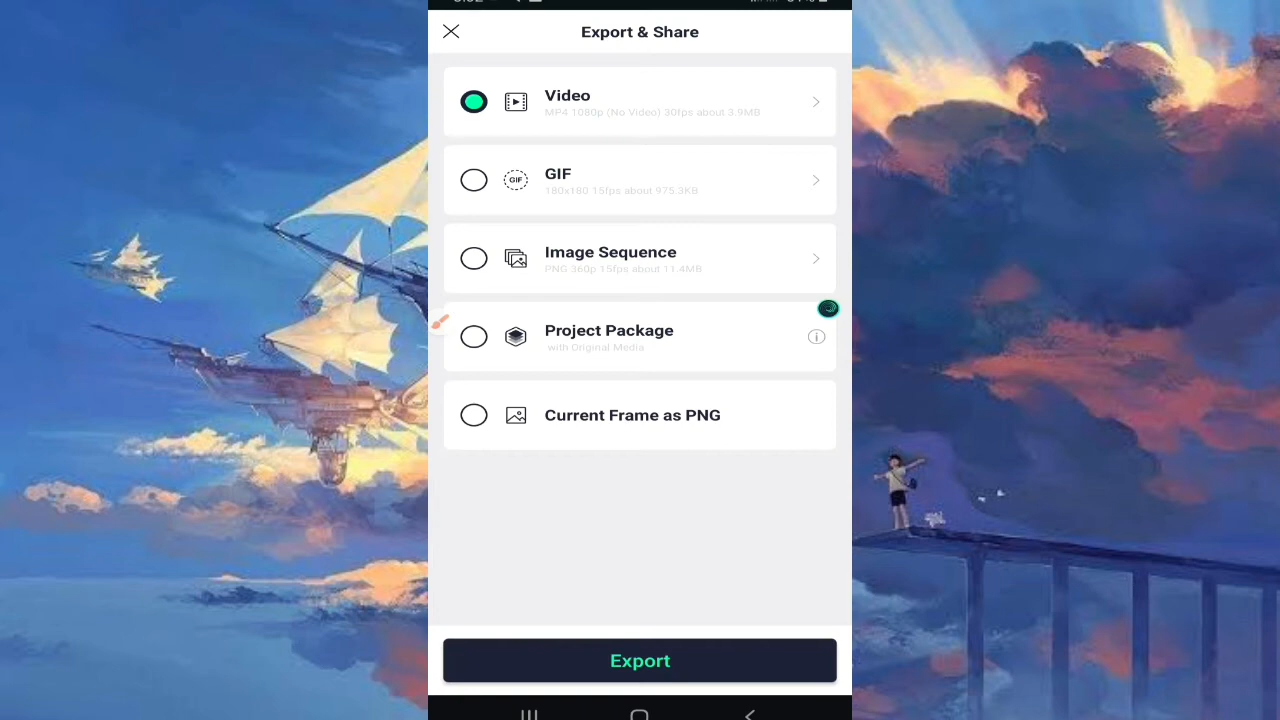 Export & Share
Video
MP4 1080p (No Video) 30fps about 3.9MB
GIF
GIF
180x180 15fps about 975.3KB
Image Sequence
PNG 360p 15fps about 11.4MB
Project Package
with Original Media
Current Frame as PNG
Export